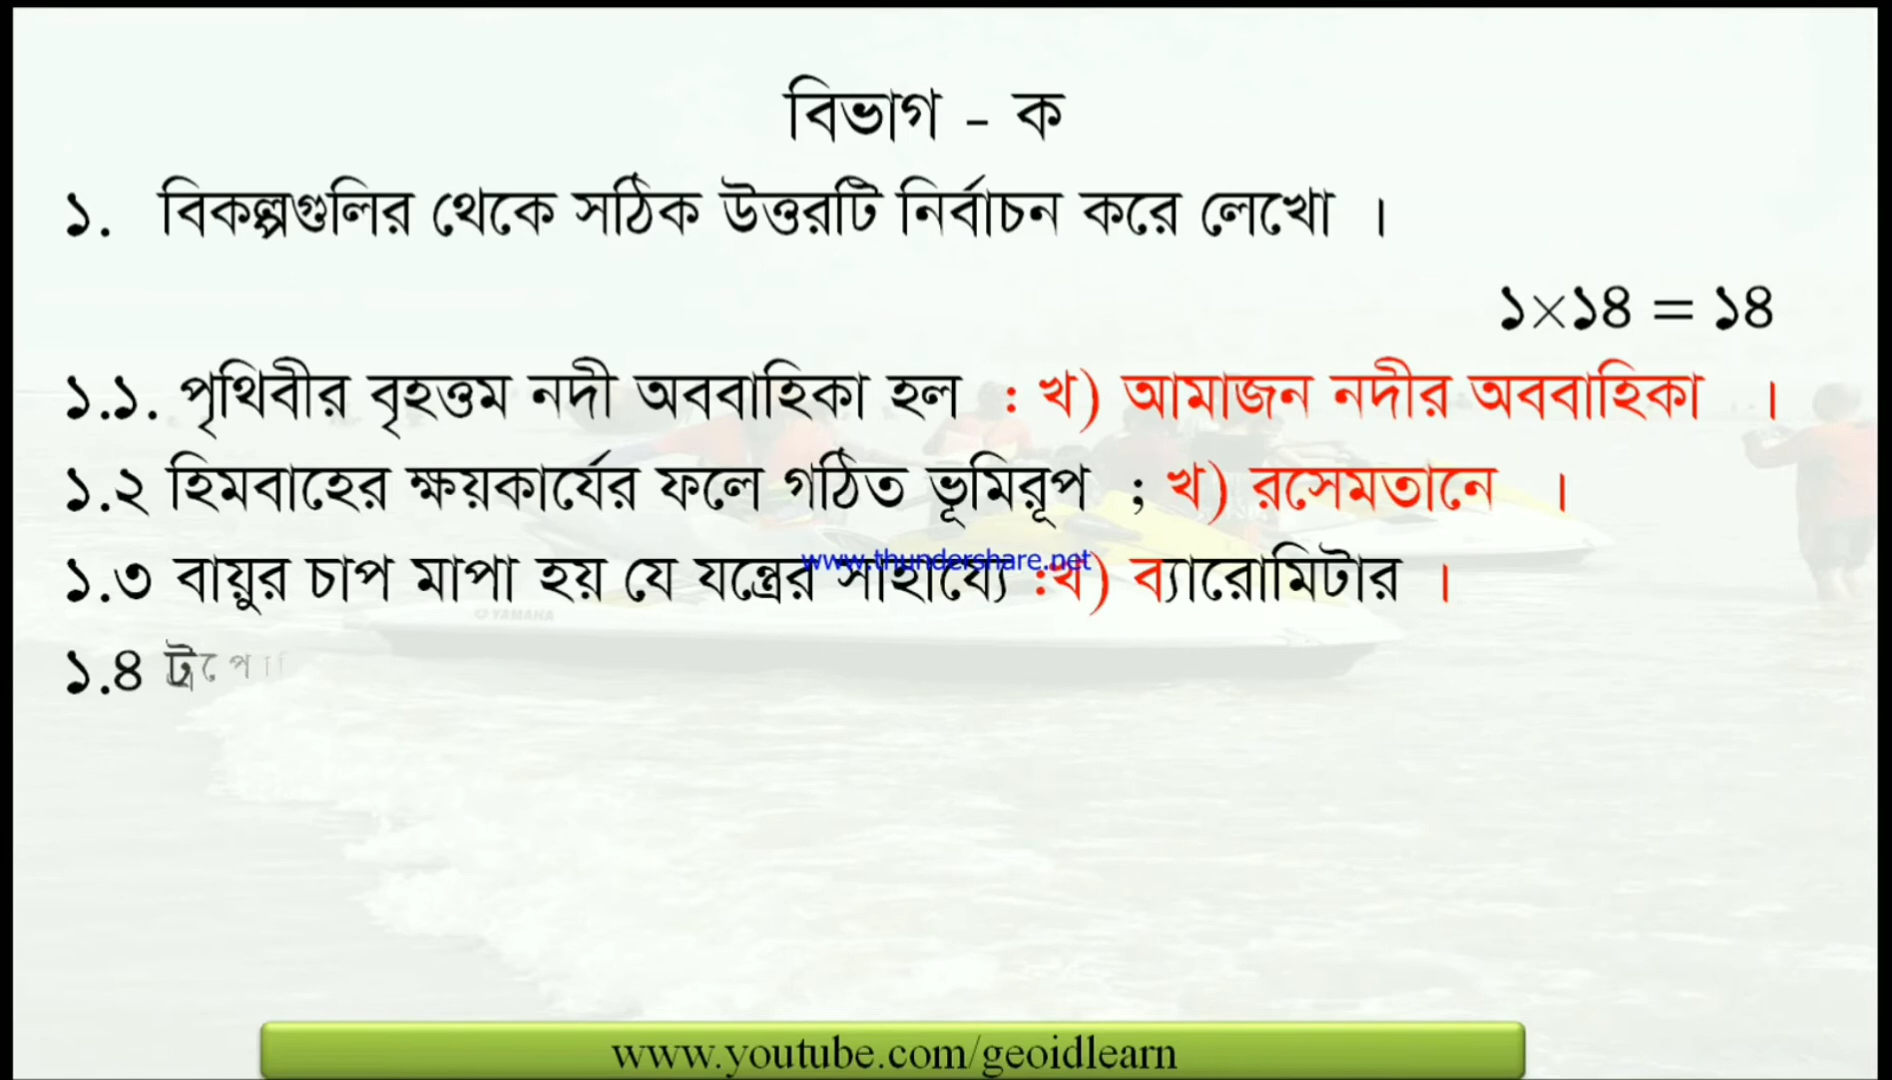 বিভাগ - ক
১. বিকল্পগুলির থেকে সঠিক উত্তরটি নির্বাচন করে লেখো ।
১×১৪ = ১৪
১.১. পৃথিবীর বৃহত্তম নদী অববাহিকা হল : খ) আমাজন নদীর অববাহিকা ।
১.২ হিমবাহের ক্ষয়কার্যের ফলে গঠিত ভূমিরূপ ; খ) রসেমতানে ।
১.৩ বায়ুর চাপ মাপা হয় যে যন্ত্রের সাহায্যে :খ) ব্যারোমিটার ।
www.thundershare.net
১.৪
YAMAHA
www.youtube.com/geoidlearn